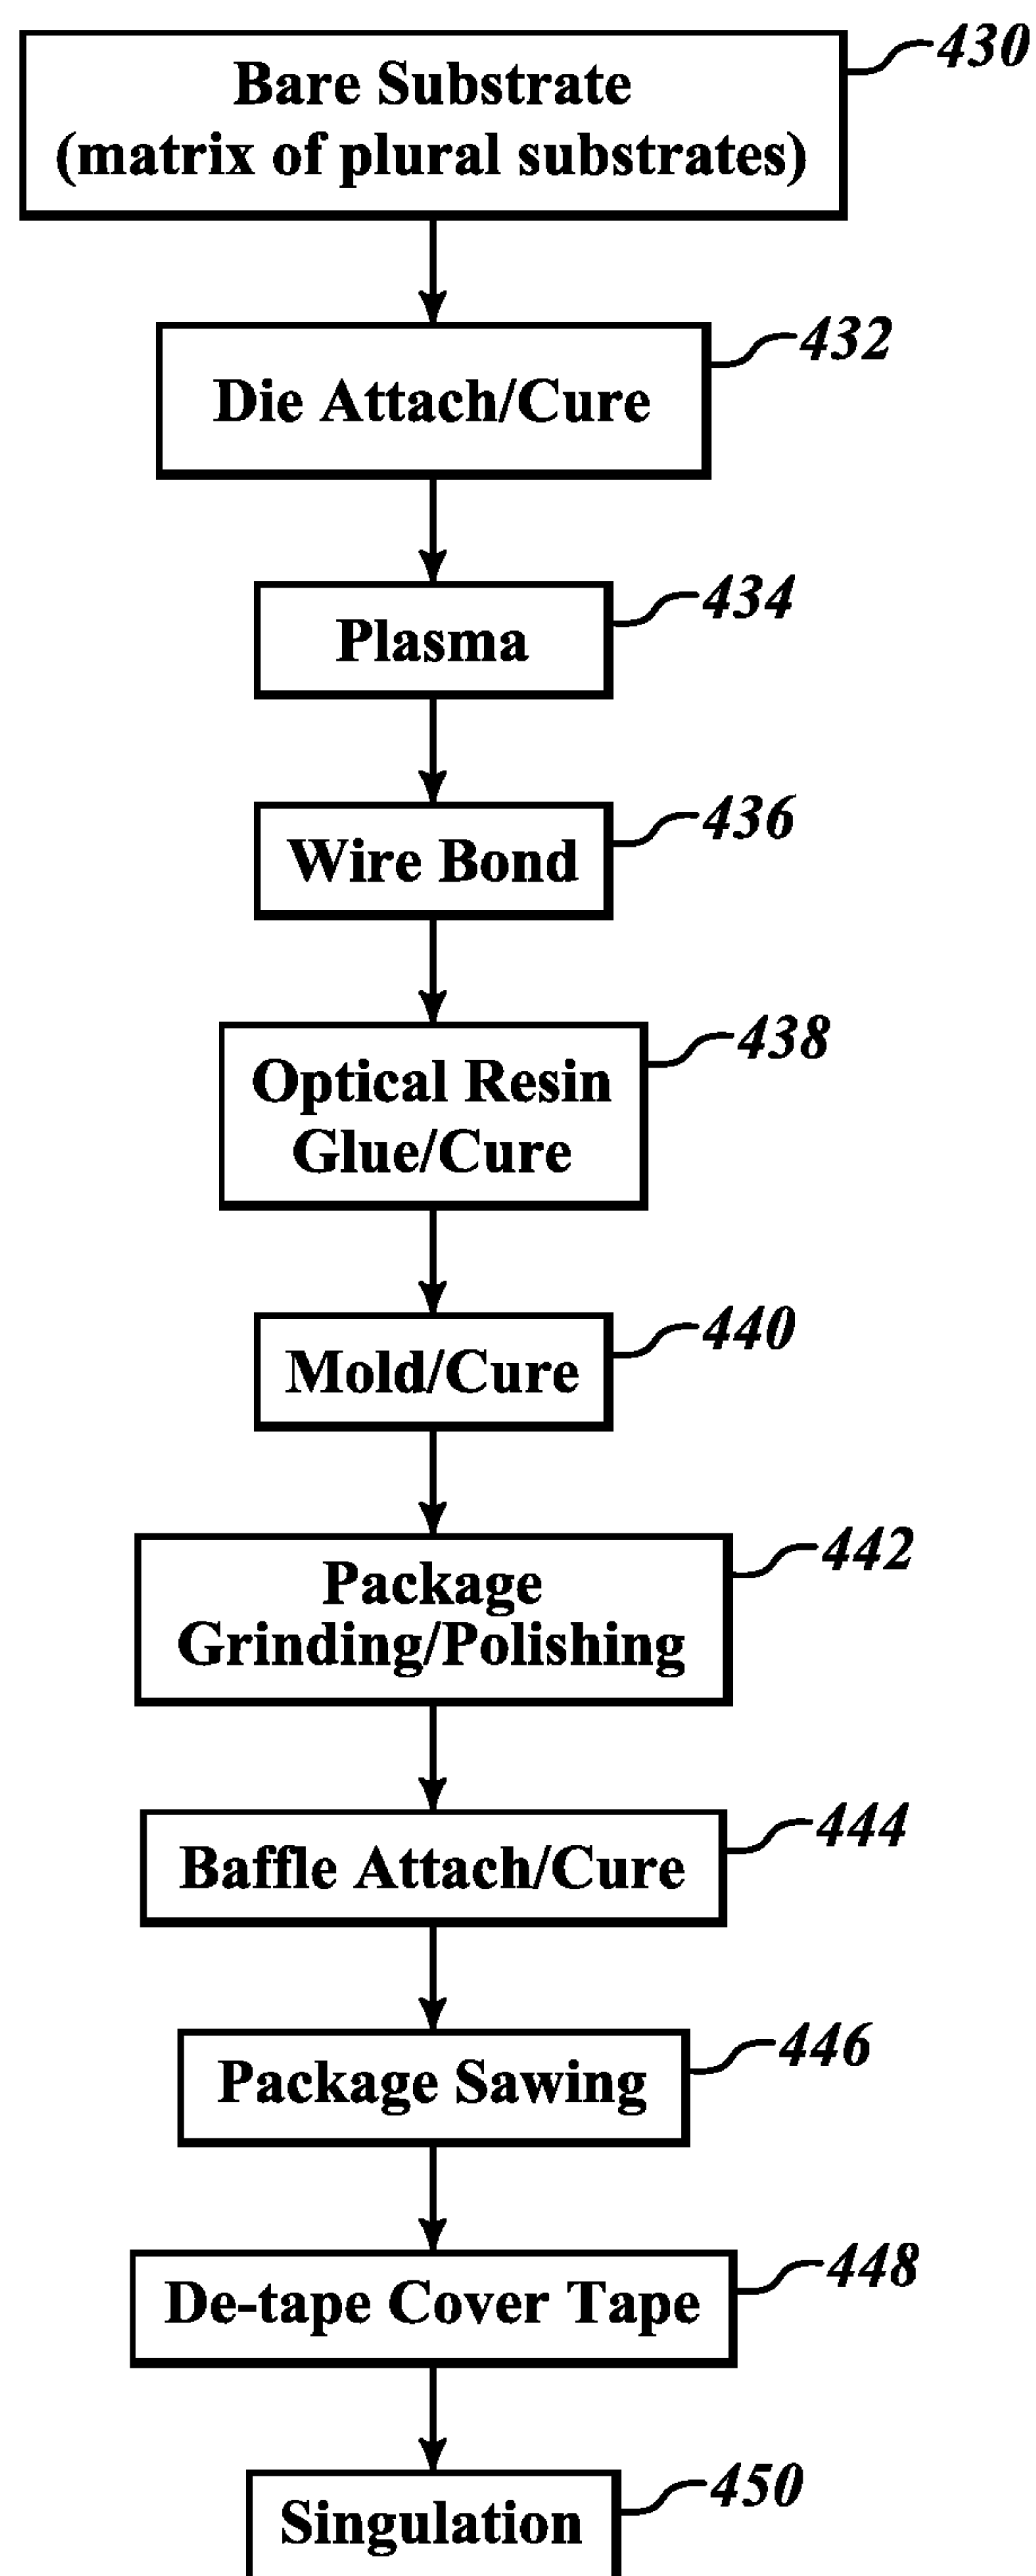 430
Bare Substrate
(matrix of plural substrates)
432
Die Attach/Cure
434
Plasma
436
Wire Bond
438
Optical Resin
Glue/Cure
440
Mold/Cure
442
Package
Grinding/Polishing
444
Baffle Attach/Cure
446
Package Sawing
448
De-tape Cover Tape
450
Singulation